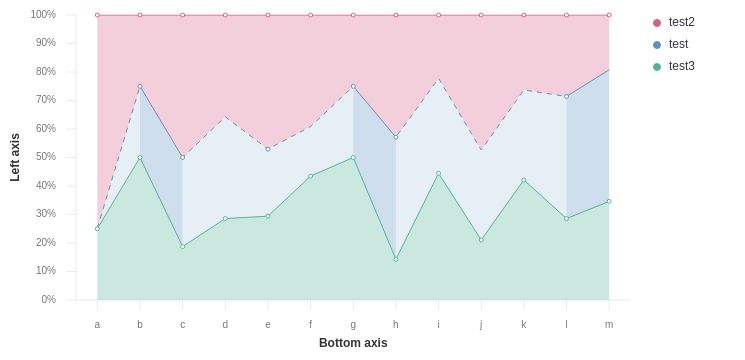 100%
90%
80%
70%
60%
50%
40%
30%
20%
10%
0%
Left axis
a b c d e f g h i j k l m
Bottom axis
test2
test
test3